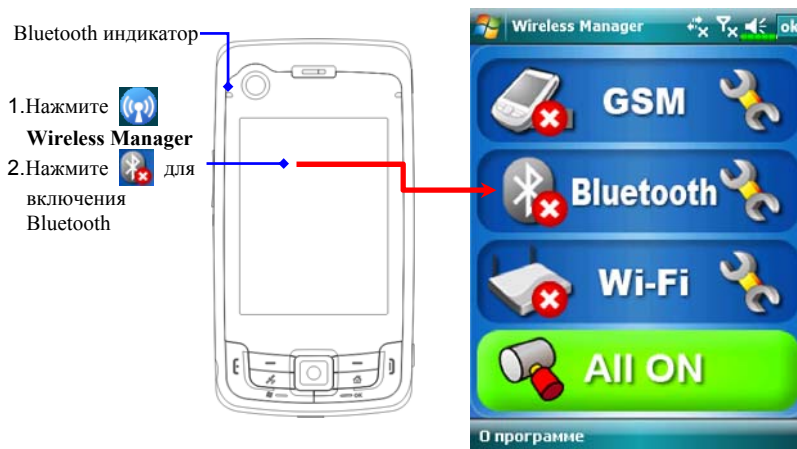 Bluetooth индикатор
1.Нажмите
Wireless Manager
2.Нажмите для
включения
Bluetooth
Wireless Manager
ok
GSM
Bluetooth
Wi-Fi
All ON
О программе
OK